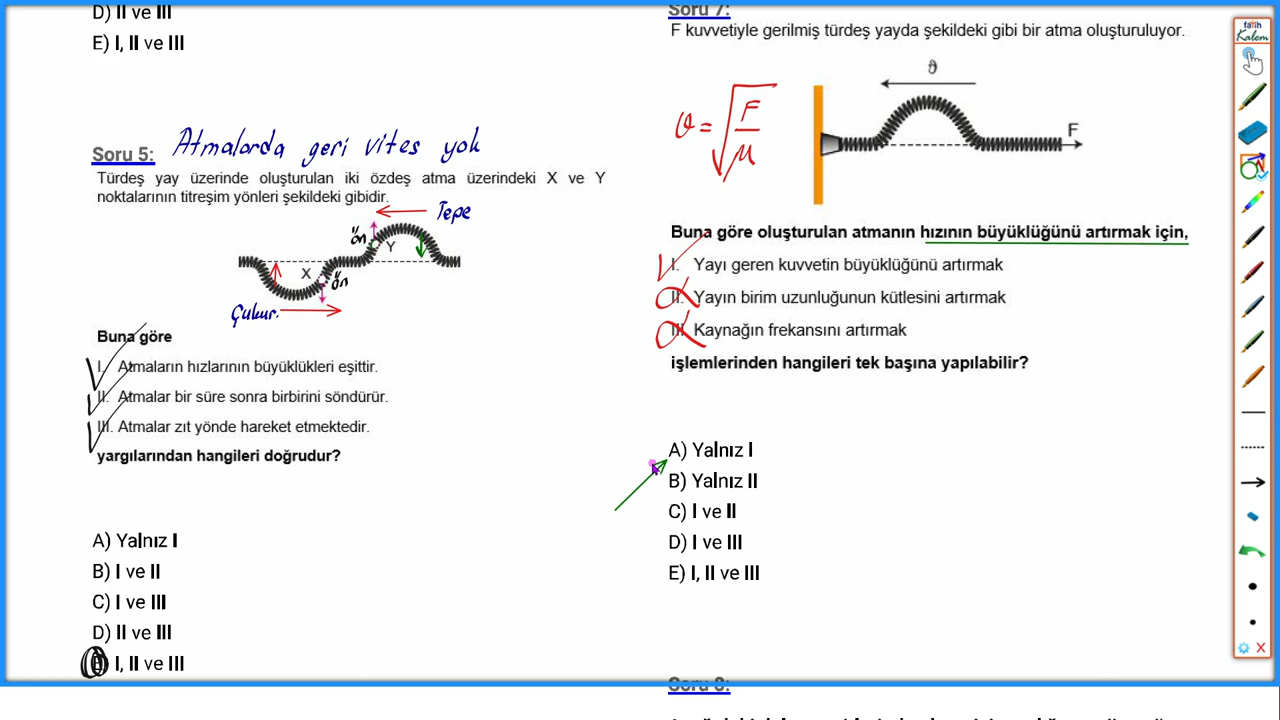 D) II ve III
E) I, II ve III
Soru 5: Atmalarda geri vites yok
Türdeş yay üzerinde oluşturulan iki özdeş atma üzerindeki X ve Y
noktalarının titreşim yönleri şekildeki gibidir.
Tepe
ön
Y
X
ön
Çukur.
Buna göre
I. Atmaların hızlarının büyüklükleri eşittir.
II. Atmalar bir süre sonra birbirini söndürür.
III. Atmalar zıt yönde hareket etmektedir.
yargılarından hangileri doğrudur?
A) Yalnız I
B) I ve II
C) I ve III
D) II ve III
E) I, II ve III
Soru 7:
F kuvvetiyle gerilmiş türdeş yayda şekildeki gibi bir atma oluşturuluyor.
ϑ
F
ϑ = √F/μ
Buna göre oluşturulan atmanın hızının büyüklüğünü artırmak için,
I. Yayı geren kuvvetin büyüklüğünü artırmak
II. Yayın birim uzunluğunun kütlesini artırmak
III. Kaynağın frekansını artırmak
işlemlerinden hangileri tek başına yapılabilir?
A) Yalnız I
B) Yalnız II
C) I ve II
D) I ve III
E) I, II ve III
Soru 8:
fatih
Kalem